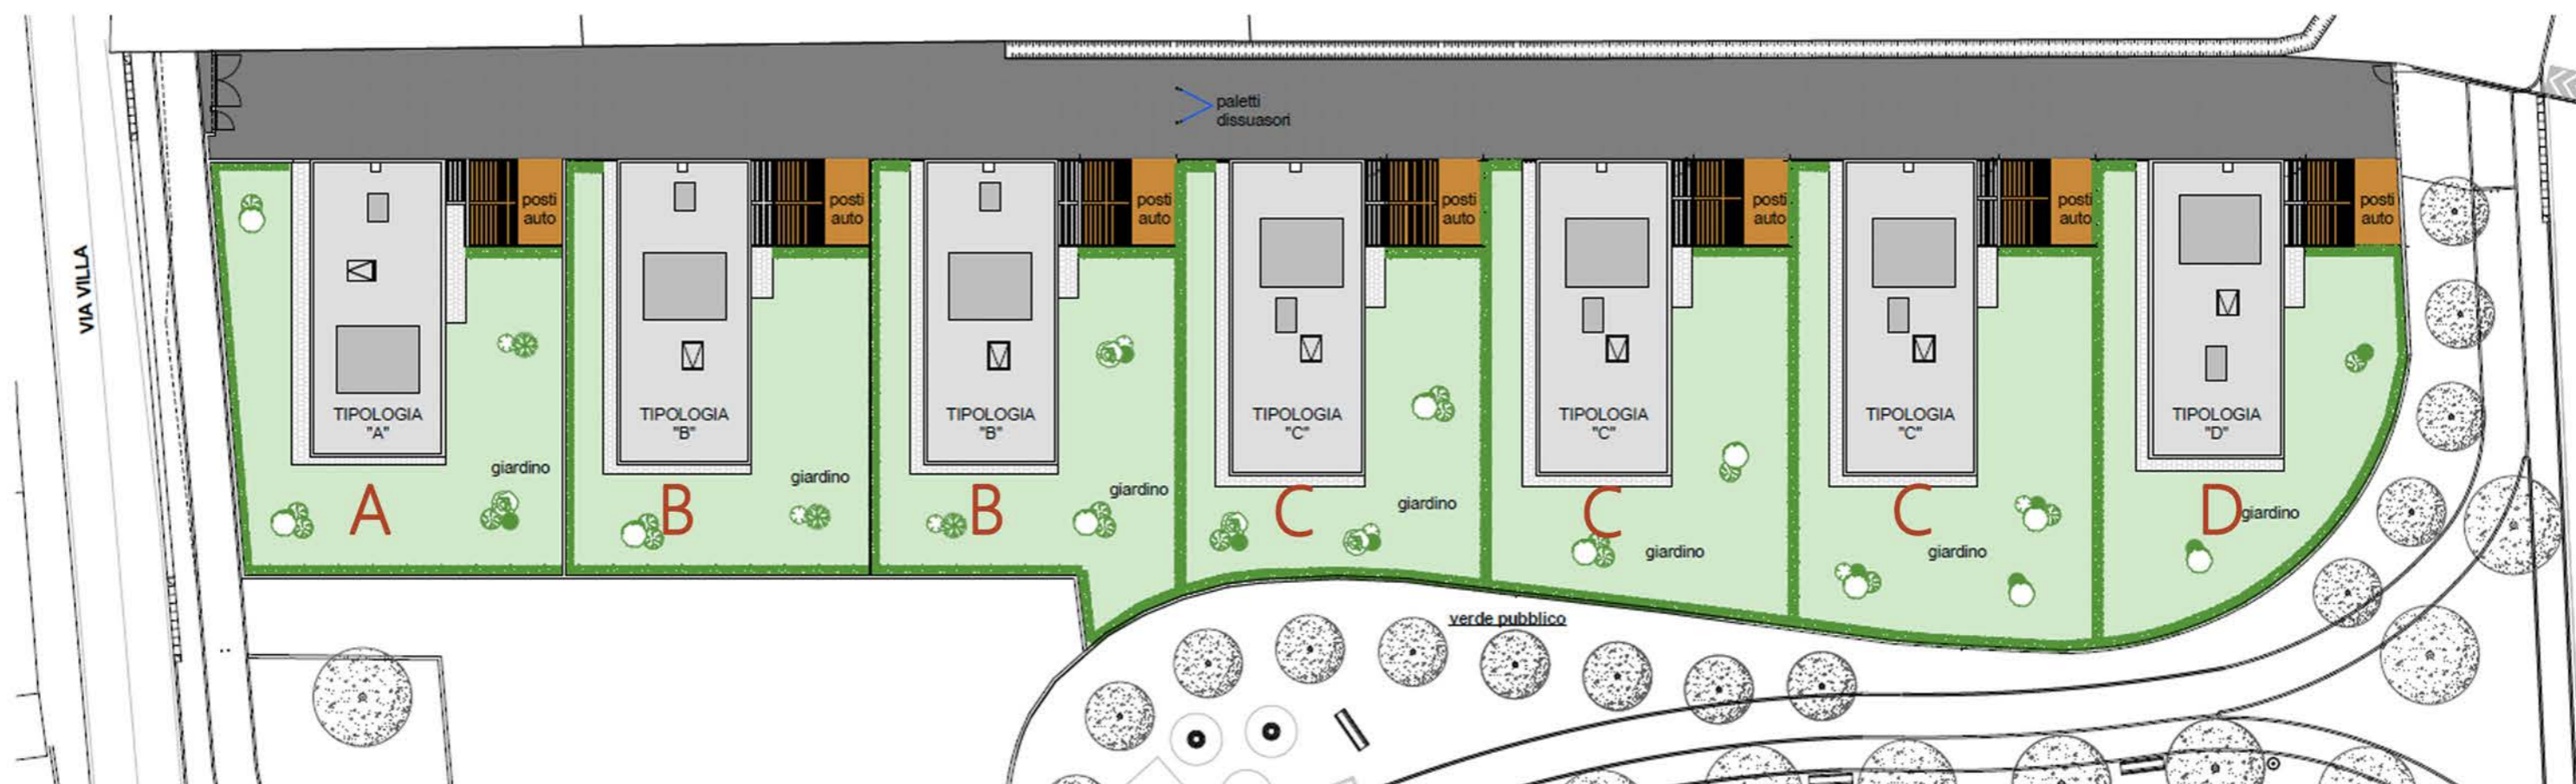 paletti
dissuasori
VIA VILLA
posti
auto
posti
auto
posti
auto
posti
auto
posti
auto
posti
auto
posti
auto
TIPOLOGIA
"A"
TIPOLOGIA
"B"
TIPOLOGIA
"B"
TIPOLOGIA
"C"
TIPOLOGIA
"C"
TIPOLOGIA
"C"
TIPOLOGIA
"D"
giardino
giardino
giardino
giardino
giardino
giardino
giardino
A
B
B
C
C
C
D
verde pubblico